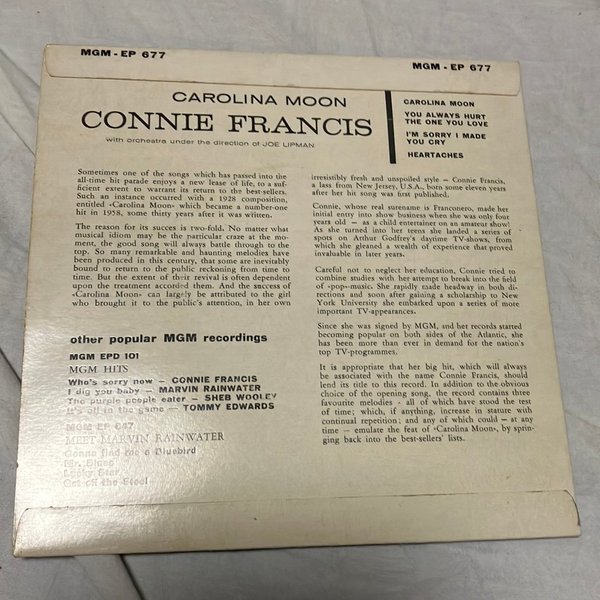 MGM - EP 677
MGM - EP 677
CAROLINA MOON
CONNIE FRANCIS
with orchestra under the direction of JOE LIPMAN
CAROLINA MOON
YOU ALWAYS HURT
THE ONE YOU LOVE
I'M SORRY I MADE
YOU CRY
HEARTACHES
Sometimes one of the songs which has passed into the
all-time hit parade enjoys a new lease of life, to a suf-
ficient extent to warrant its return to the best-sellers.
Such an instance occurred with a 1928 composition,
entitled «Carolina Moon» which became a number-one
hit in 1958, some thirty years after it was written.
The reason for its succes is two-fold. No matter what
musical idiom may be the particular craze at the mo-
ment, the good song will always battle through to the
top. So many remarkable and haunting melodies have
been produced in this century, that some are inevitably
bound to return to the public reckoning from time to
time. But the extent of their revival is often dependent
upon the treatment accorded them. And the success of
«Carolina Moon» can largely be attributed to the girl
who brought it to the public's attention, in her own
irresistibly fresh and unspoiled style — Connie Francis,
a lass from New Jersey, U.S.A., born some eleven years
after her hit song was first published.
Connie, whose real surename is Franconero, made her
initial entry into show business when she was only four
years old — as a child entertainer on an amateur show!
As she turned into her teens she landed a series of
spots on Arthur Godfrey's daytime TV-shows, from
which she gleaned a wealth of experience that proved
invaluable in later years.
Careful not to neglect her education, Connie tried to
combine studies with her attempt to break into the field
of «pop»-music. She rapidly made headway in both di-
rections and soon after gaining a scholarship to New
York University she embarked upon a series of more
important TV-appearances.
Since she was signed by MGM, and her records started
becoming popular on both sides of the Atlantic, she
has been more than ever in demand for the nation's
top TV-programmes.
It is appropriate that her big hit, which will always
be associated with the name Connie Francis, should
lend its title to this record. In addition to the obvious
choice of the opening song, the record contains three
favourite melodies - all of which have stood the test
of time; which, if anything, increase in stature with
continual repetition; and any of which could — at any
time — emulate the feat of «Carolina Moon», by sprin-
ging back into the best-sellers' lists.
other popular MGM recordings
MGM EPD 101
MGM HITS
Who's sorry now — CONNIE FRANCIS
I dig you baby — MARVIN RAINWATER
The purple people eater — SHEB WOOLEY
It's all in the game — TOMMY EDWARDS
MGM EP 647
MEET MARVIN RAINWATER
Gonna find me a Bluebird
Mr. Blues
Lucky Star
Get off the Stool